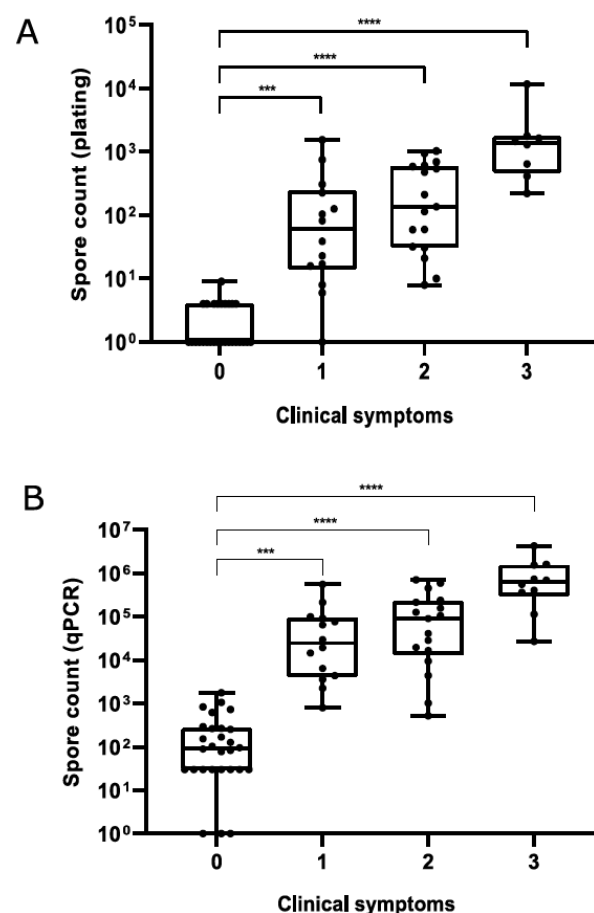 A
Spore count (plating)
10⁵
10⁴
10³
10²
10¹
10⁰
****
****
***
0 1 2 3
Clinical symptoms
B
Spore count (qPCR)
10⁷
10⁶
10⁵
10⁴
10³
10²
10¹
10⁰
****
****
***
0 1 2 3
Clinical symptoms